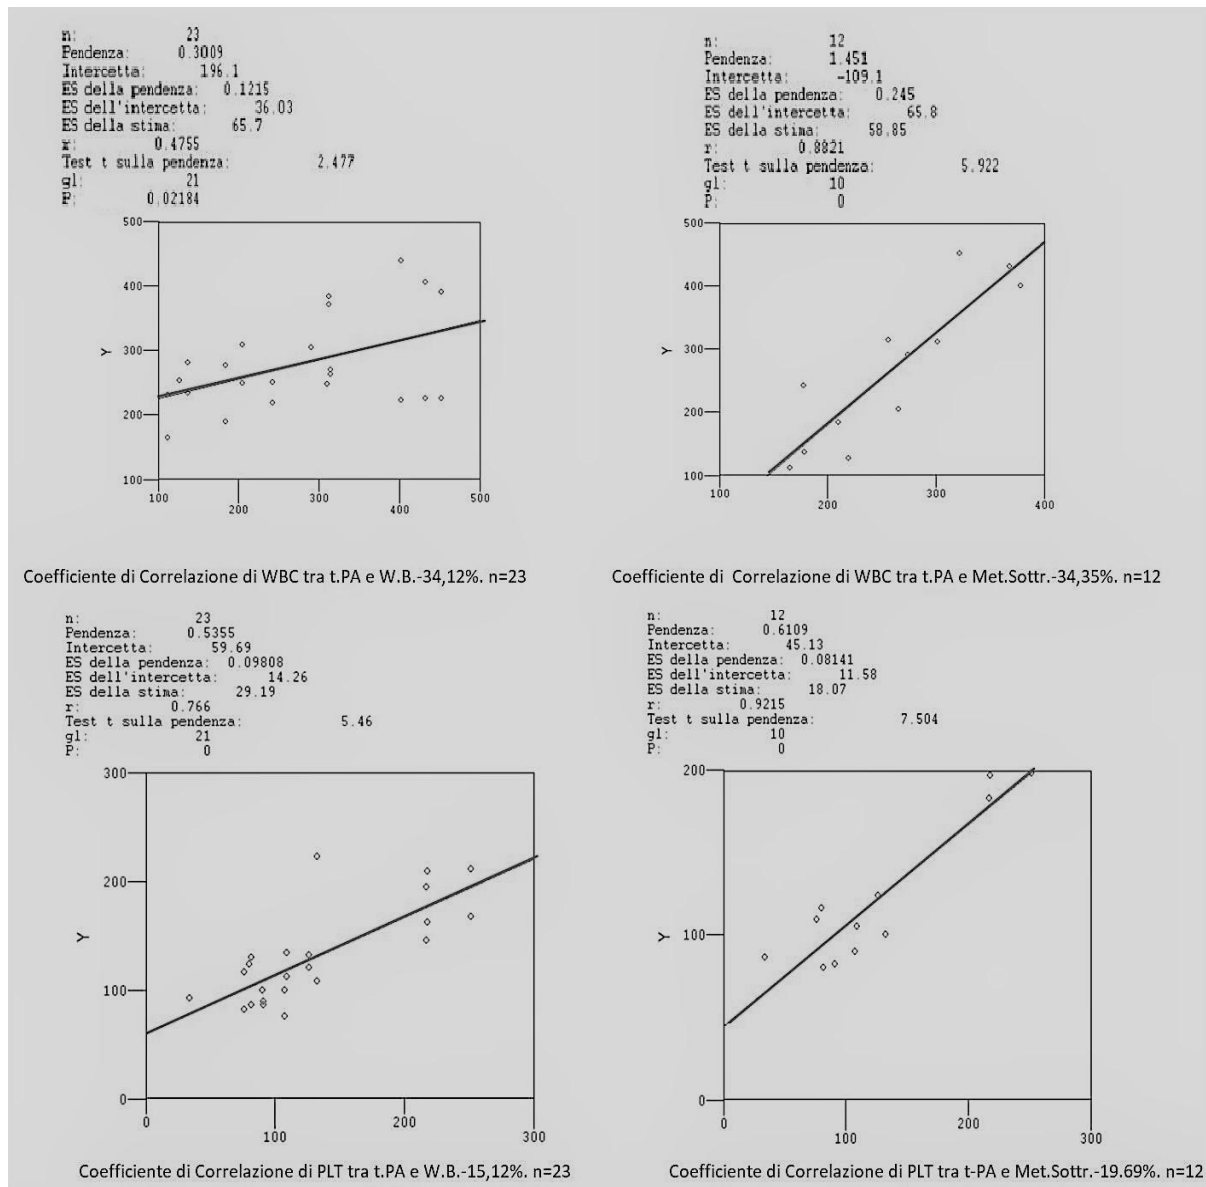 n: 23
Pendenza: 0.3009
Intercetta: 196.1
ES della pendenza: 0.1215
ES dell'intercetta: 36.03
ES della stima: 65.7
r: 0.4755
Test t sulla pendenza: 2.477
gl: 21
P: 0.02184
500
400
Y
300
200
100
100
200
300
400
500
Coefficiente di Correlazione di WBC tra t.PA e W.B.-34,12%. n=23
n: 12
Pendenza: 1.451
Intercetta: -109.1
ES della pendenza: 0.245
ES dell'intercetta: 65.8
ES della stima: 58.85
r: 0.8821
Test t sulla pendenza: 5.922
gl: 10
P: 0
500
400
Y
300
200
100
100
200
300
400
Coefficiente di Correlazione di WBC tra t.PA e Met.Sottr.-34,35%. n=12
n: 23
Pendenza: 0.5355
Intercetta: 59.69
ES della pendenza: 0.09808
ES dell'intercetta: 14.26
ES della stima: 29.19
r: 0.766
Test t sulla pendenza: 5.46
gl: 21
P: 0
300
200
Y
100
0
0
100
200
300
Coefficiente di Correlazione di PLT tra t.PA e W.B.-15,12%. n=23
n: 12
Pendenza: 0.6109
Intercetta: 45.13
ES della pendenza: 0.08141
ES dell'intercetta: 11.58
ES della stima: 18.07
r: 0.9215
Test t sulla pendenza: 7.504
gl: 10
P: 0
200
Y
100
0
0
100
200
300
Coefficiente di Correlazione di PLT tra t-PA e Met.Sottr.-19.69%. n=12